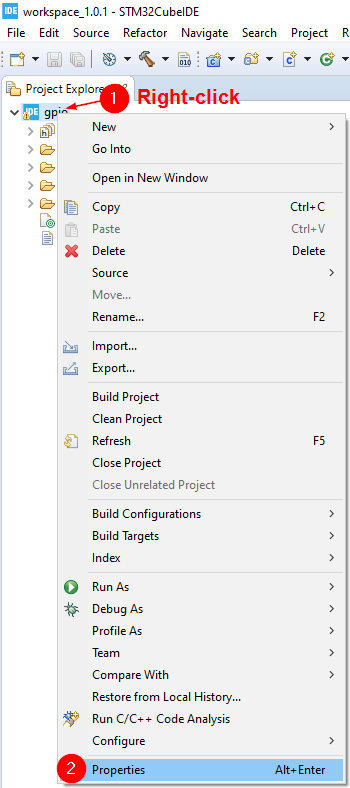 IDE workspace_1.0.1 - STM32CubeIDE
File Edit Source Refactor Navigate Search Project
Project Explorer
1 Right-click
IDE gpio
New
Go Into
Open in New Window
Copy Ctrl+C
Paste Ctrl+V
Delete Delete
Source
Move...
Rename... F2
Import...
Export...
Build Project
Clean Project
Refresh F5
Close Project
Close Unrelated Project
Build Configurations
Build Targets
Index
Run As
Debug As
Profile As
Team
Compare With
Restore from Local History...
Run C/C++ Code Analysis
Configure
2 Properties Alt+Enter